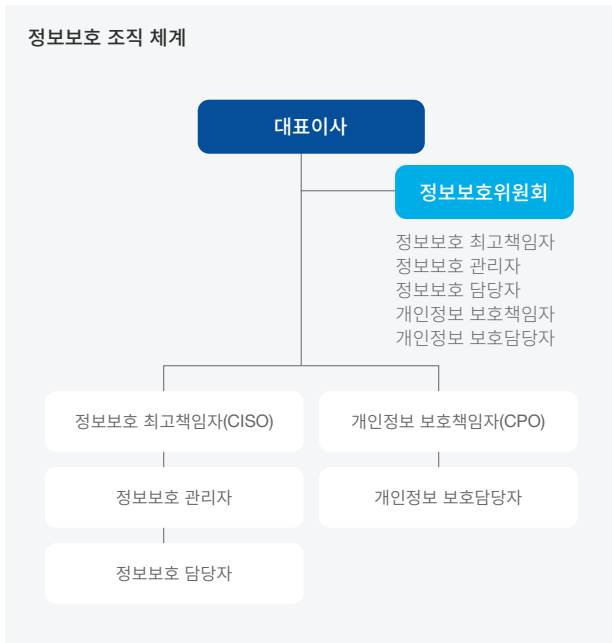 정보보호 조직 체계
대표이사
정보보호위원회
정보보호 최고책임자
정보보호 관리자
정보보호 담당자
개인정보 보호책임자
개인정보 보호담당자
정보보호 최고책임자(CISO)
개인정보 보호책임자(CPO)
정보보호 관리자
개인정보 보호담당자
정보보호 담당자